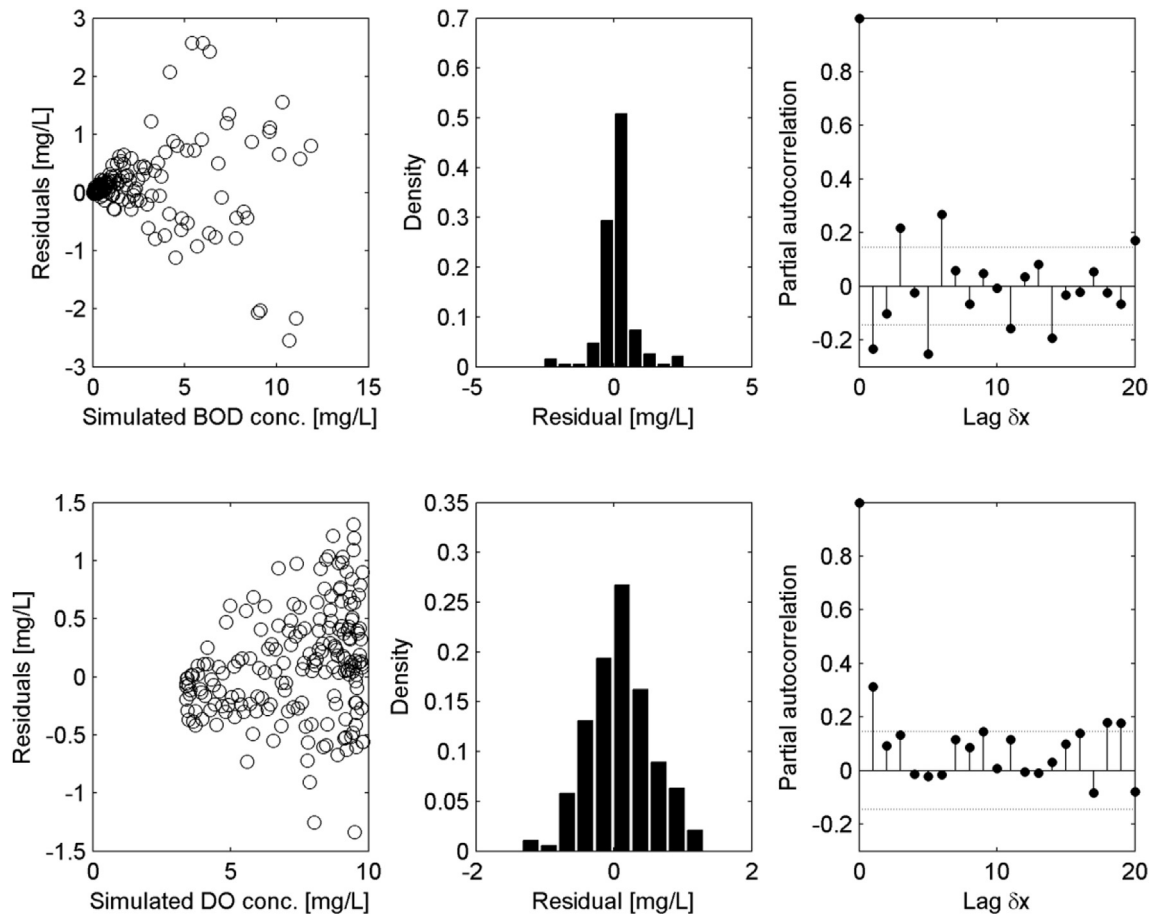 3
2
1
0
-1
-2
-3
Residuals [mg/L]
0 5 10 15
Simulated BOD conc. [mg/L]
0.7
0.6
0.5
0.4
0.3
0.2
0.1
0
Density
-5 0 5
Residual [mg/L]
0.8
0.6
0.4
0.2
0
-0.2
Partial autocorrelation
0 10 20
Lag δx
1.5
1
0.5
0
-0.5
-1
-1.5
Residuals [mg/L]
0 5 10
Simulated DO conc. [mg/L]
0.35
0.3
0.25
0.2
0.15
0.1
0.05
0
Density
-2 0 2
Residual [mg/L]
0.8
0.6
0.4
0.2
0
-0.2
Partial autocorrelation
0 10 20
Lag δx